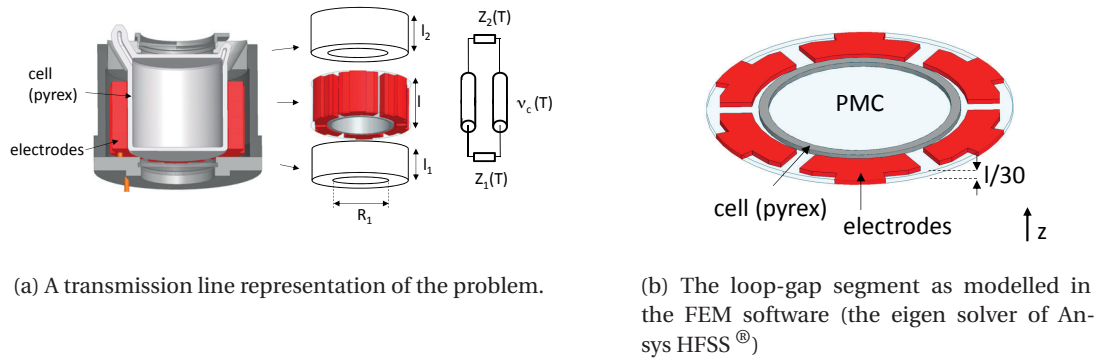 cell
(pyrex)
electrodes
l₂
l
l₁
R₁
Z₂(T)
ν_c (T)
Z₁(T)
PMC
l/30
cell (pyrex)
electrodes
z
(a) A transmission line representation of the problem.
(b) The loop-gap segment as modelled in
the FEM software (the eigen solver of An-
sys HFSS ®)